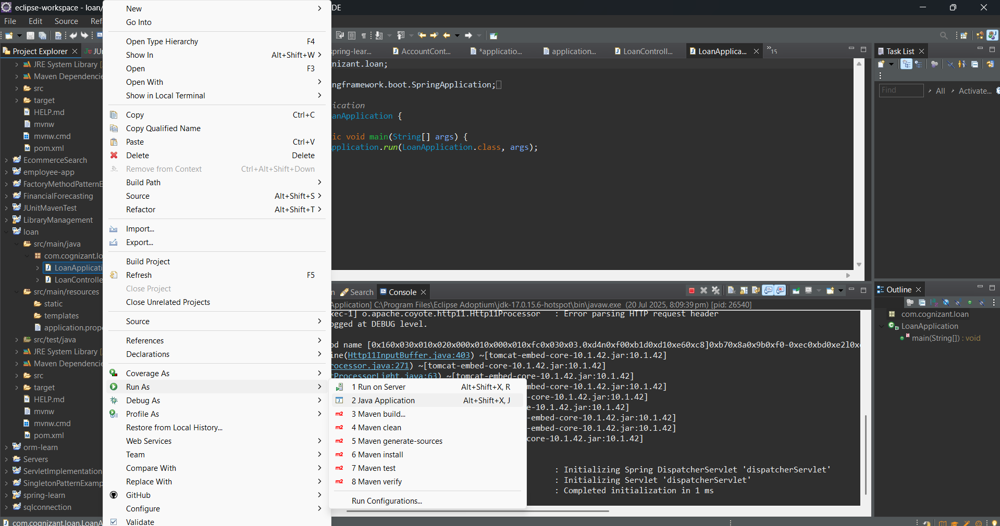 eclipse-workspace - loan/
DE
File Edit Source Ref
Project Explorer
JRE System Library [
Maven Dependencie
src
target
HELP.md
mvnw
mvnw.cmd
pom.xml
EcommerceSearch
employee-app
FactoryMethodPatternE
FinancialForecasting
JUnitMavenTest
LibraryManagement
loan
src/main/java
com.cognizant.lo
LoanApplicati
LoanControlle
src/main/resources
static
templates
application.prop
src/test/java
JRE System Library [
Maven Dependencie
src
target
HELP.md
mvnw
mvnw.cmd
pom.xml
orm-learn
Servers
ServletImplementation
SingletonPatternExamp
spring-learn
sqlconnection
com.cognizant.loan.LoanA
New
Go Into
Open Type Hierarchy F4
Show In Alt+Shift+W
Open F3
Open With
Show in Local Terminal
Copy Ctrl+C
Copy Qualified Name
Paste Ctrl+V
Delete Delete
Remove from Context Ctrl+Alt+Shift+Down
Build Path
Source Alt+Shift+S
Refactor Alt+Shift+T
Import...
Export...
Build Project
Refresh F5
Close Project
Close Unrelated Projects
Source
References
Declarations
Coverage As
Run As
Debug As
Profile As
Restore from Local History...
Web Services
Team
Compare With
Replace With
GitHub
Configure
Validate
1 Run on Server Alt+Shift+X, R
2 Java Application Alt+Shift+X, J
3 Maven build...
4 Maven clean
5 Maven generate-sources
6 Maven install
7 Maven test
8 Maven verify
Run Configurations...
spring-lear... AccountCont... *applicatio... application... LoanControll... LoanApplica... 15
nizant.loan;
ngframework.boot.SpringApplication;
ication
anApplication {
ic void main(String[] args) {
pplication.run(LoanApplication.class, args);
Search Console
Application] C:\Program Files\Eclipse Adoptium\jdk-17.0.15.6-hotspot\bin\javaw.exe (20 Jul 2025, 8:09:39 pm) [pid: 26540]
xec-1] o.apache.coyote.http11.Http11Processor : Error parsing HTTP request header
ogged at DEBUG level.
od name [0x160x030x010x020x000x010x000x010xfc0x030x03.0xd4n0xf00xb1d0xd10xe60xc8]0xb70x8a0x9b0xf0-0xec0xbd0xe2l0x
ine(Http11InputBuffer.java:403) ~[tomcat-embed-core-10.1.42.jar:10.1.42]
rocessor.java:271) ~[tomcat-embed-core-10.1.42.jar:10.1.42]
tProcessorLight.java:63) ~[tomcat-embed-core-10.1.42.jar:10.1.42]
mbed-core-10.1.42.jar:10.1.42]
-core-10.1.42.jar:10.1.42]
e-10.1.42.jar:10.1.42]
-embed-core-10.1.42.jar:10.1.42]
-embed-core-10.1.42.jar:10.1.42]
core-10.1.42.jar:10.1.42]
: Initializing Spring DispatcherServlet 'dispatcherServlet'
: Initializing Servlet 'dispatcherServlet'
: Completed initialization in 1 ms
Task List
Find All Activate...
Outline
com.cognizant.loan
LoanApplication
main(String[]) : void